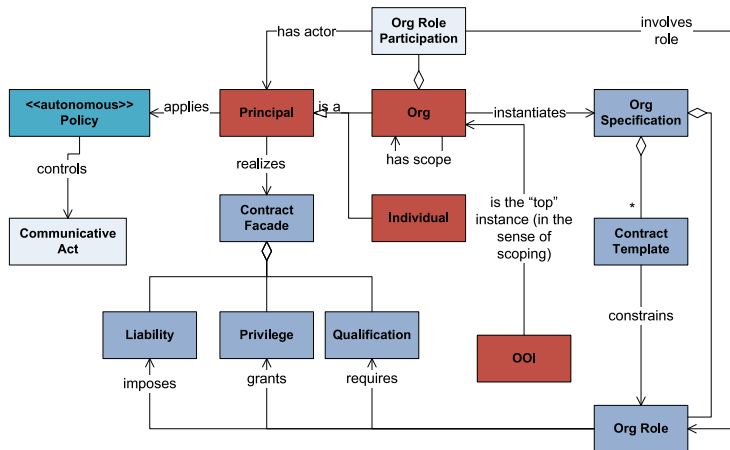 Org Role
Participation
has actor
involves
role
<<autonomous>>
Policy
applies
Principal
is a
Org
instantiates
Org
Specification
has scope
controls
realizes
Communicative
Act
Contract
Facade
Individual
is the “top”
instance (in the
sense of
scoping)
*
Contract
Template
Liability
Privilege
Qualification
OOI
constrains
imposes
grants
requires
Org Role